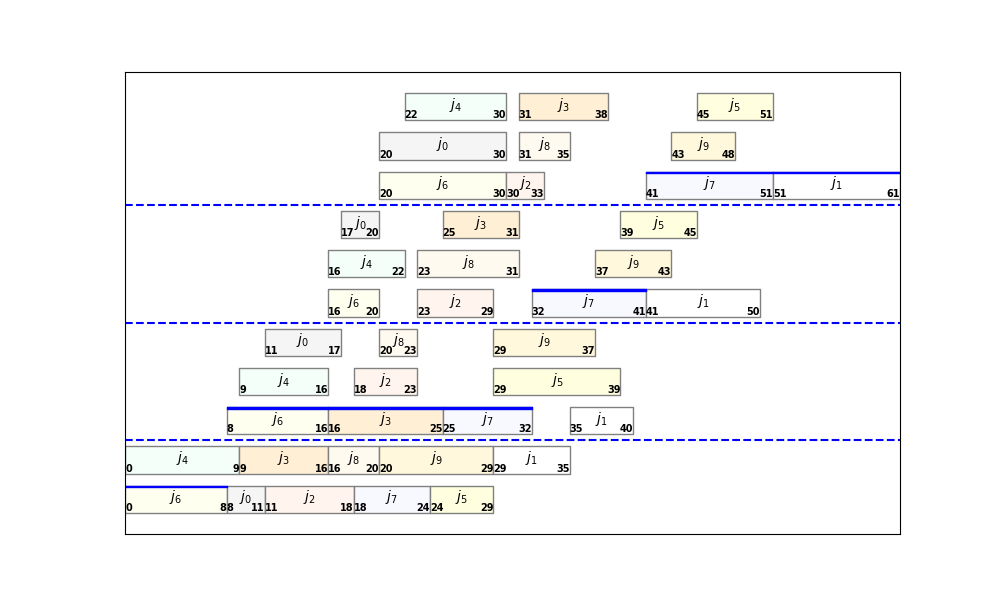 j4 j3 j5
22 30 31 38 45 51
j0 j8 j9
20 30 31 35 43 48
j6 j2 j7 j1
20 30 30 33 41 51 51 61
j0 j3 j5
17 20 25 31 39 45
j4 j8 j9
16 22 23 31 37 43
j6 j2 j7 j1
16 20 23 29 32 41 41 50
j0 j8 j9
11 17 20 23 29 37
j4 j2 j5
9 16 18 23 29 39
j6 j3 j7 j1
8 16 16 25 25 32 35 40
j4 j3 j8 j9 j1
0 9 9 16 16 20 20 29 29 35
j6 j0 j2 j7 j5
0 8 8 11 11 18 18 24 24 29